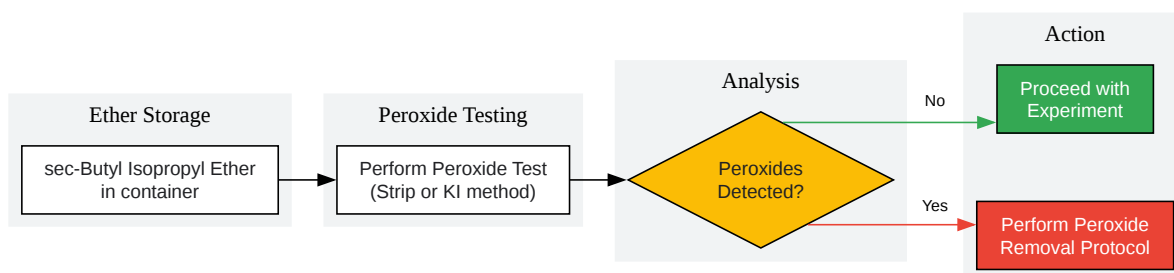 Ether Storage
sec-Butyl Isopropyl Ether
in container
Peroxide Testing
Perform Peroxide Test
(Strip or KI method)
Analysis
Peroxides
Detected?
No
Yes
Action
Proceed with
Experiment
Perform Peroxide
Removal Protocol